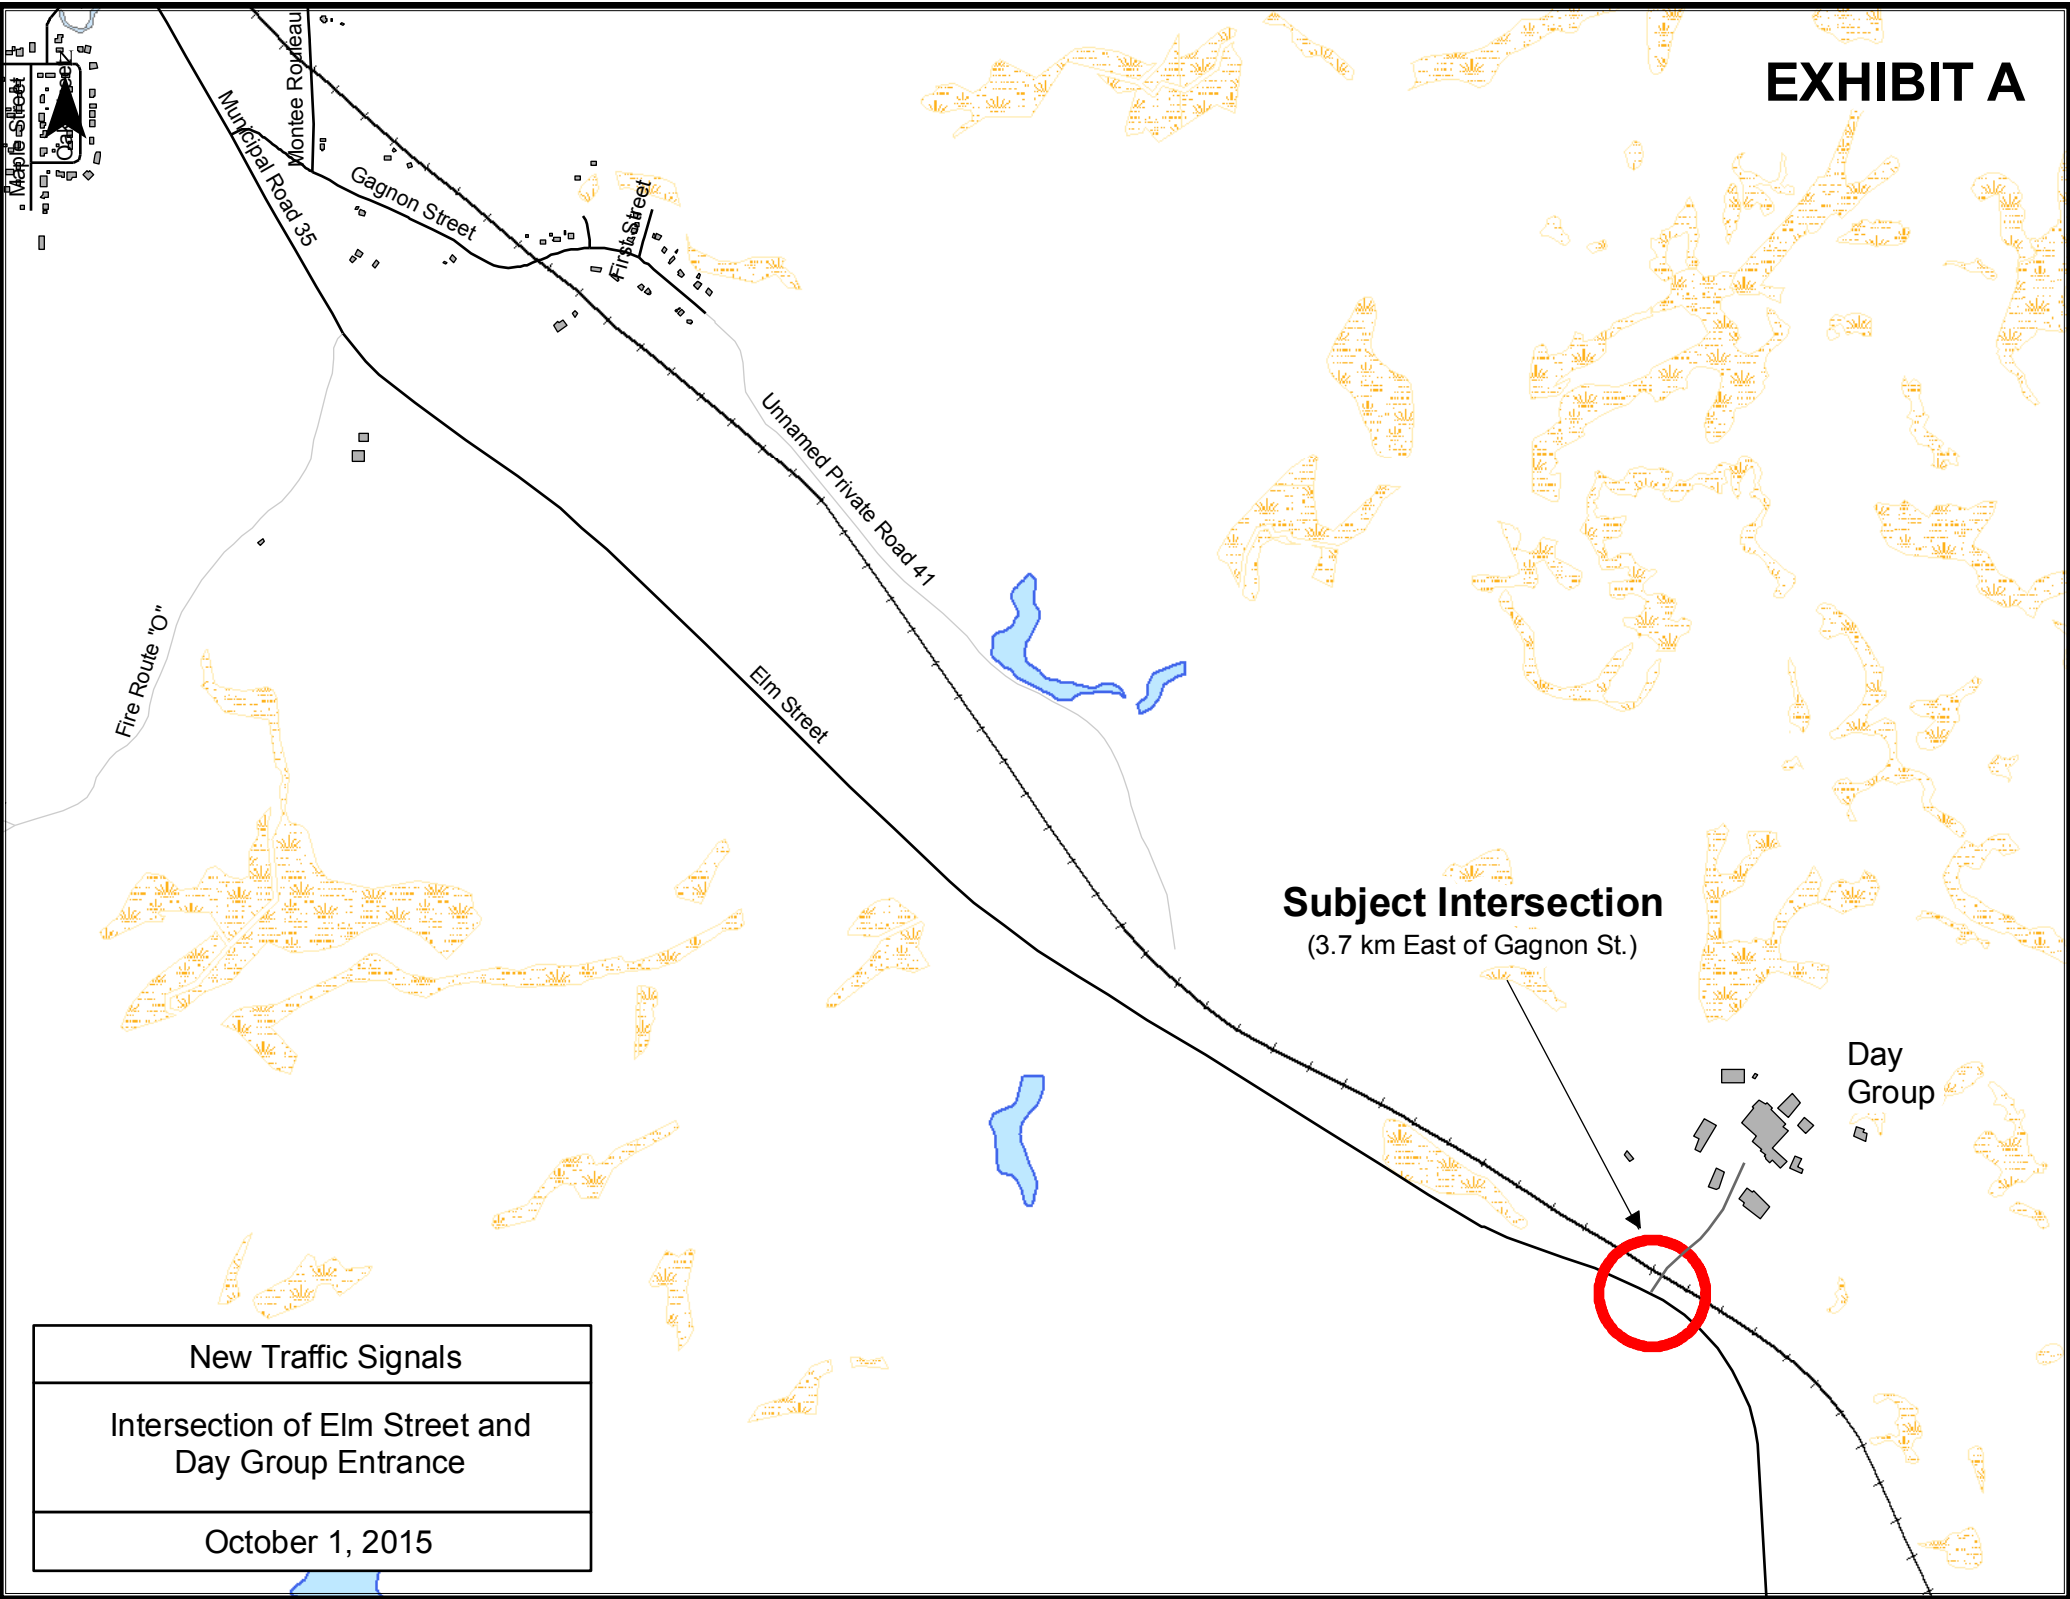 EXHIBIT A
Maple Street
Montee Rouleau
Municipal Road 35
Gagnon Street
First Street
Unnamed Private Road 41
Fire Route "O"
Elm Street
Subject Intersection
(3.7 km East of Gagnon St.)
Day
Group
New Traffic Signals
Intersection of Elm Street and
Day Group Entrance
October 1, 2015